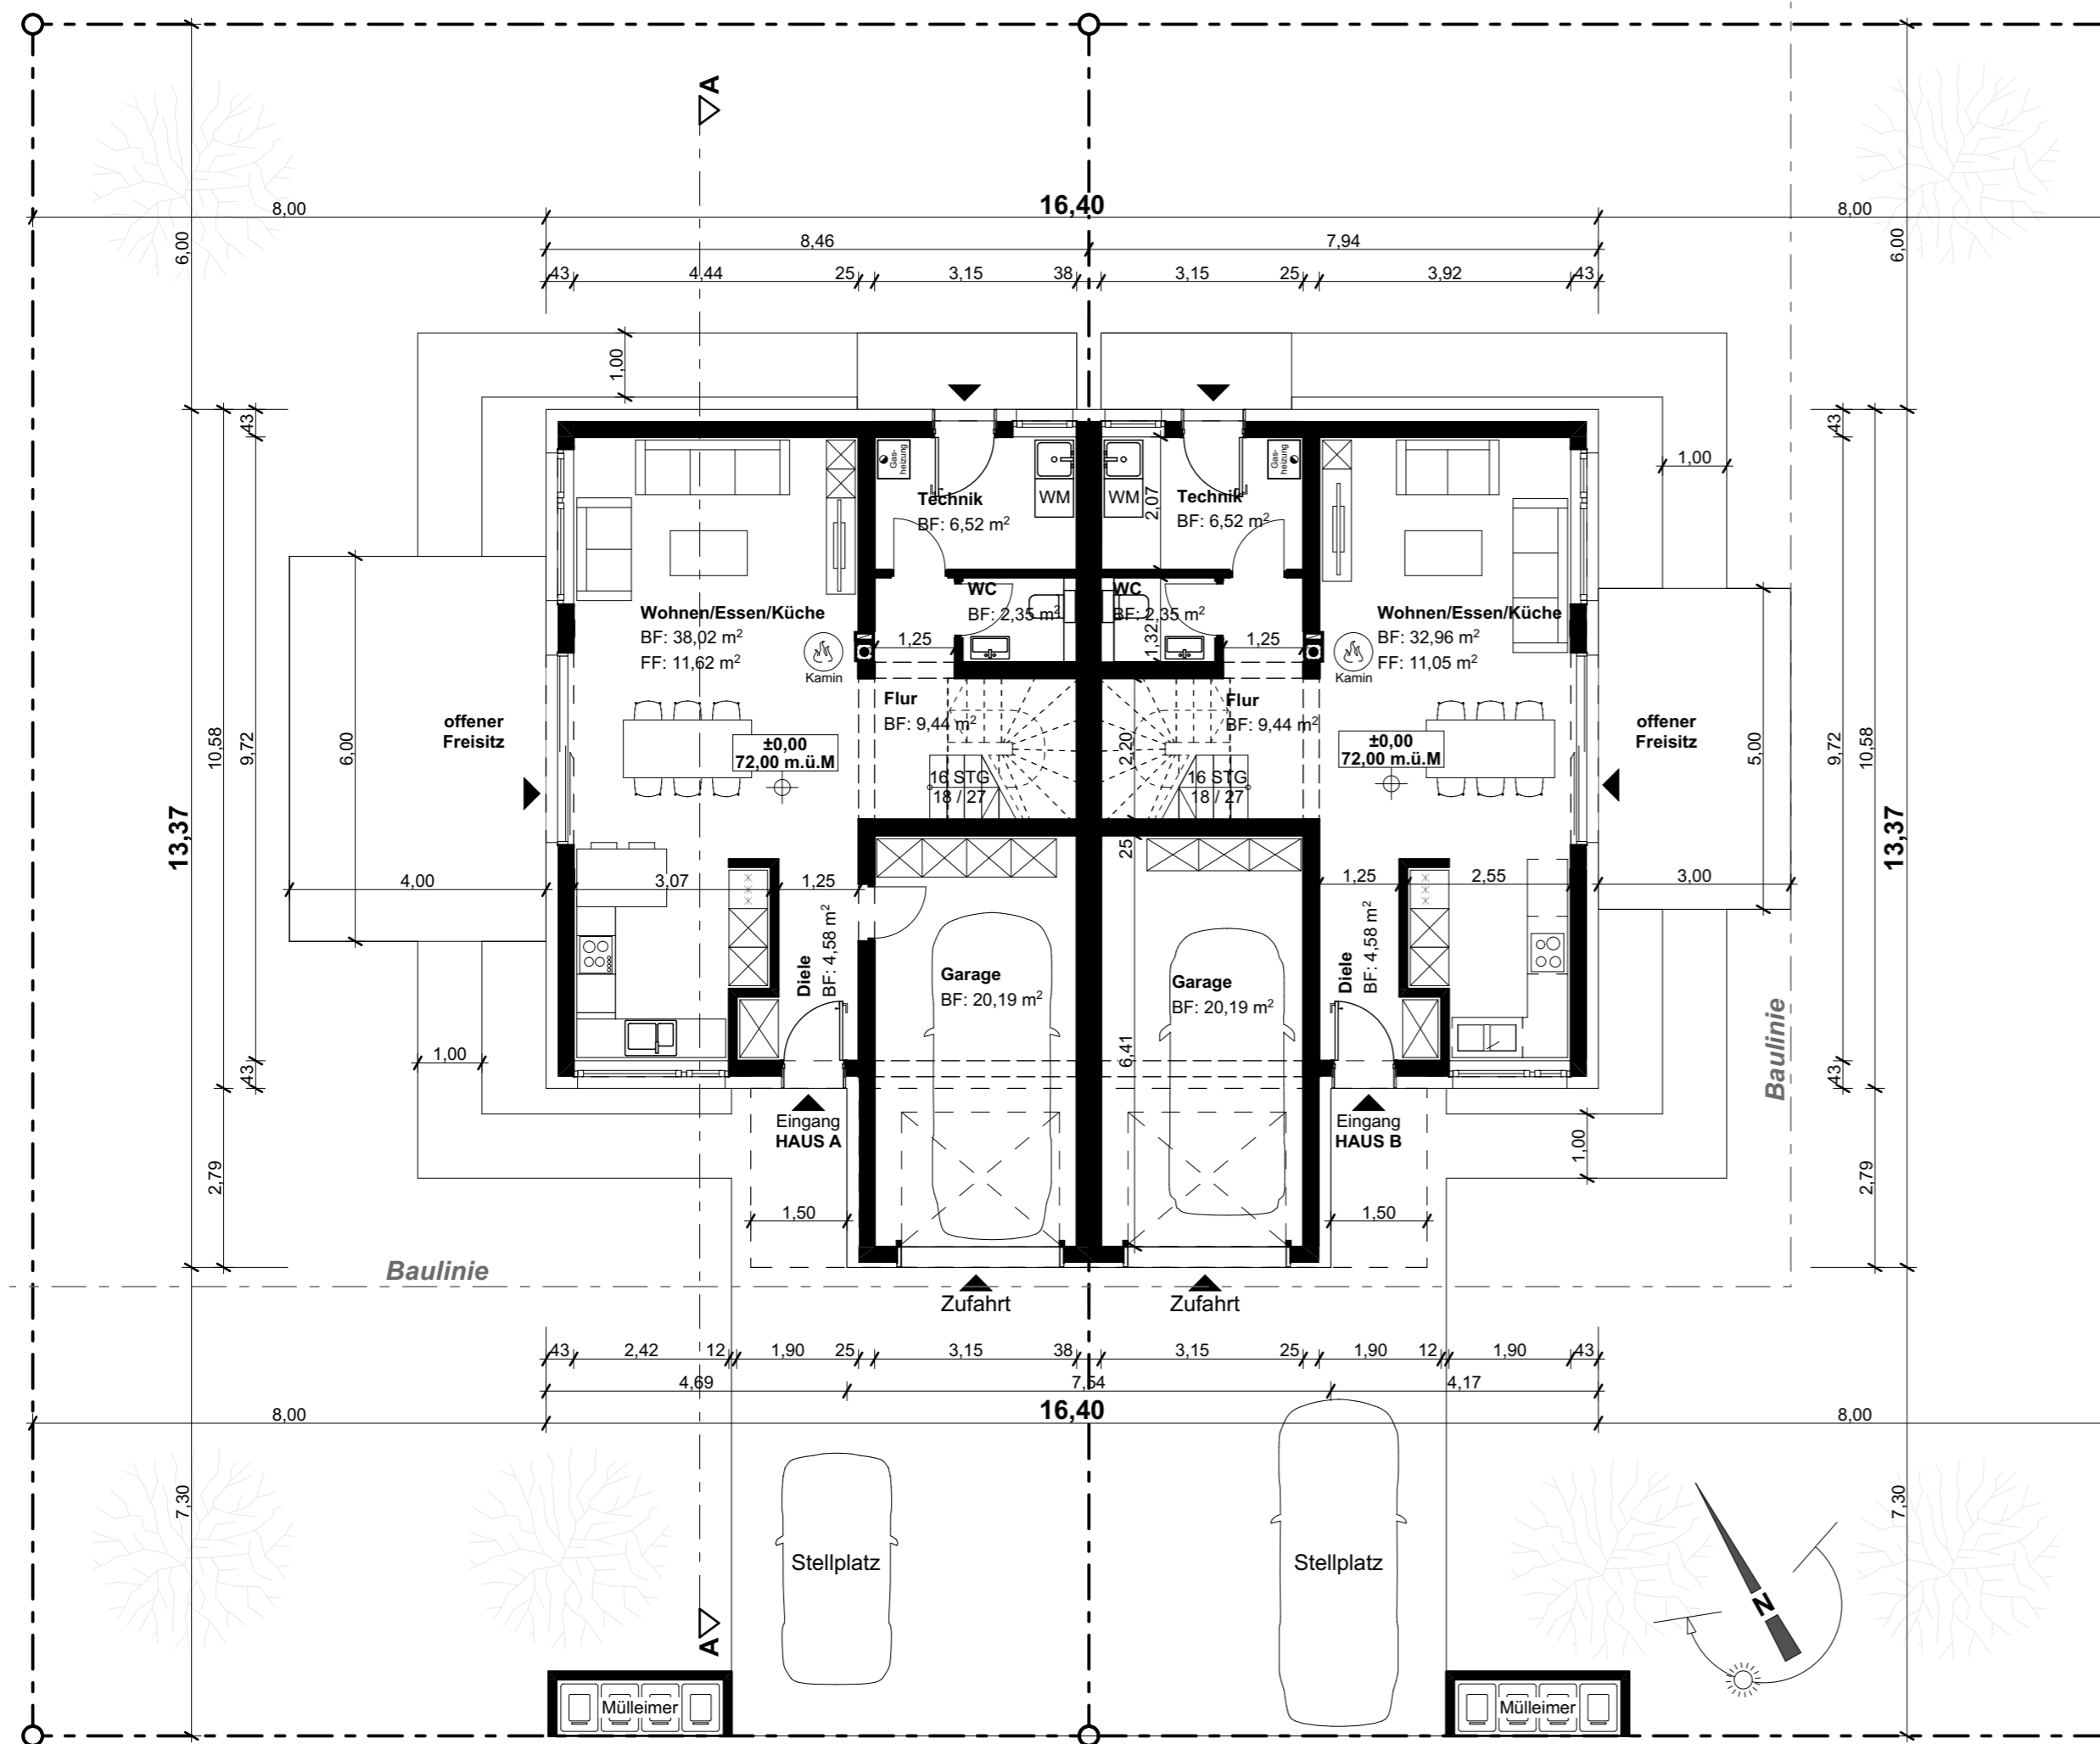 A
8,00
16,40
8,00
6,00
6,00
8,46
7,94
43
4,44
25
3,15
38
3,15
25
3,92
43
1,00
43
43
1,00
Gas-
heizung
WM
WM
Gas-
heizung
Technik
BF: 6,52 m²
2,07
Technik
BF: 6,52 m²
WC
BF: 2,35 m²
WC
BF: 2,35 m²
1,32
Wohnen/Essen/Küche
BF: 38,02 m²
FF: 11,62 m²
Kamin
1,25
1,25
Kamin
Wohnen/Essen/Küche
BF: 32,96 m²
FF: 11,05 m²
Flur
BF: 9,44 m²
Flur
BF: 9,44 m²
offener
Freisitz
offener
Freisitz
±0,00
72,00 m.ü.M
±0,00
72,00 m.ü.M
13,37
10,58
9,72
6,00
2,20
5,00
9,72
10,58
13,37
16 STG
18 / 27
16 STG
18 / 27
25
4,00
3,07
1,25
1,25
2,55
3,00
Diele
BF: 4,58 m²
Garage
BF: 20,19 m²
Garage
BF: 20,19 m²
Diele
BF: 4,58 m²
6,41
1,00
43
43
Baulinie
Eingang
HAUS A
Eingang
HAUS B
1,00
2,79
2,79
1,50
1,50
Baulinie
Zufahrt
Zufahrt
43
2,42
12
1,90
25
3,15
38
3,15
25
1,90
12
1,90
43
4,69
7,54
4,17
8,00
16,40
8,00
7,30
7,30
Stellplatz
Stellplatz
N
A
Mülleimer
Mülleimer